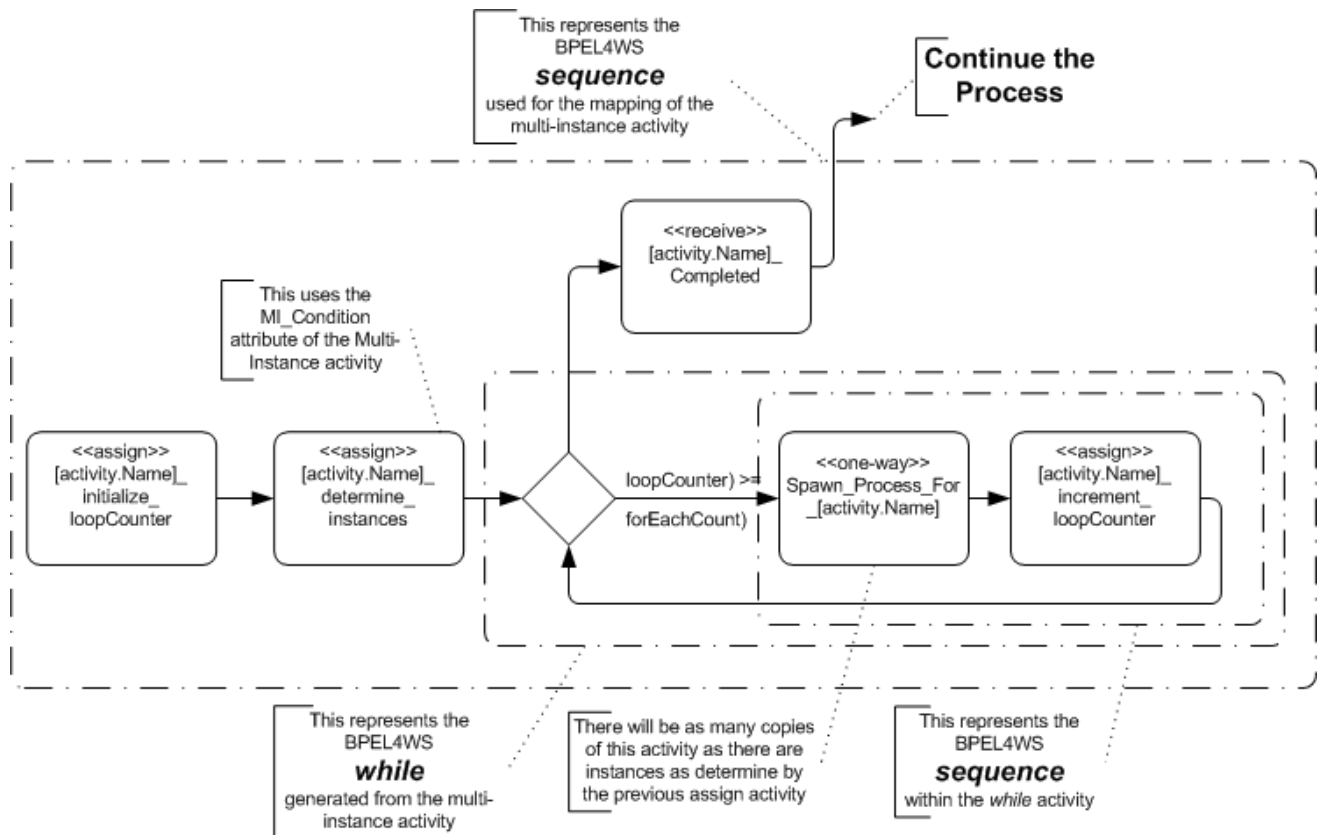 This represents the
BPEL4WS
sequence
used for the mapping of the
multi-instance activity
Continue the
Process
<<receive>>
[activity.Name]_
Completed
This uses the
MI_Condition
attribute of the Multi-
Instance activity
<<assign>>
[activity.Name]_
initialize_
loopCounter
<<assign>>
[activity.Name]_
determine_
instances
loopCounter) >=
forEachCount)
<<one-way>>
Spawn_Process_For
_[activity.Name]
<<assign>>
[activity.Name]_
increment_
loopCounter
This represents the
BPEL4WS
while
generated from the multi-
instance activity
There will be as many copies
of this activity as there are
instances as determine by
the previous assign activity
This represents the
BPEL4WS
sequence
within the while activity